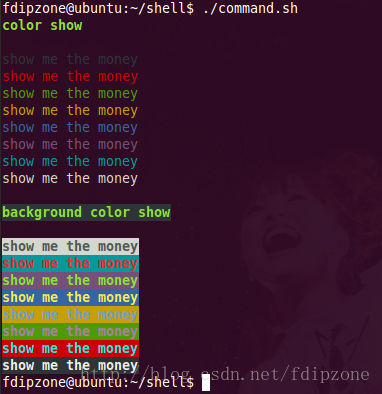 fdipzone@ubuntu:~/shell$ ./command.sh
color show
show me the money
show me the money
show me the money
show me the money
show me the money
show me the money
show me the money
show me the money
background color show
show me the money
show me the money
show me the money
show me the money
show me the money
show me the money
show me the money
show me the money
http://blog.csdn.net/fdipzone
fdipzone@ubuntu:~/shell$